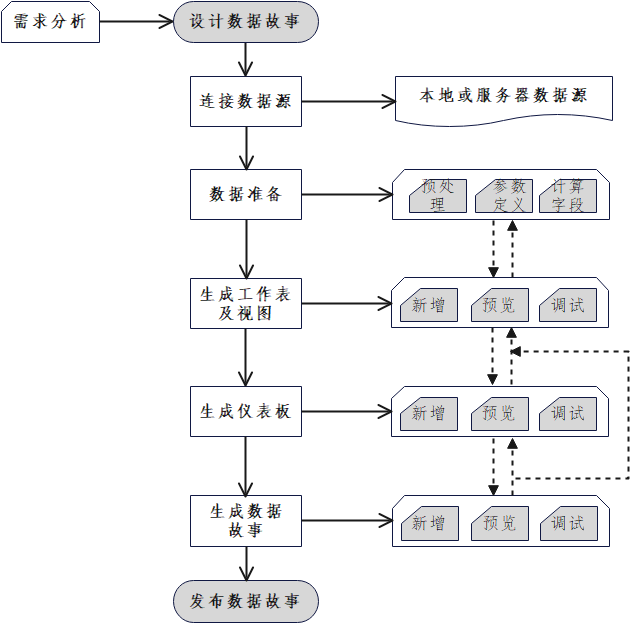 需求分析
设计数据故事
连接数据源
本地或服务器数据源
数据准备
预处
理
参数
定义
计算
字段
生成工作表
及视图
新增
预览
调试
生成仪表板
新增
预览
调试
生成数据
故事
新增
预览
调试
发布数据故事